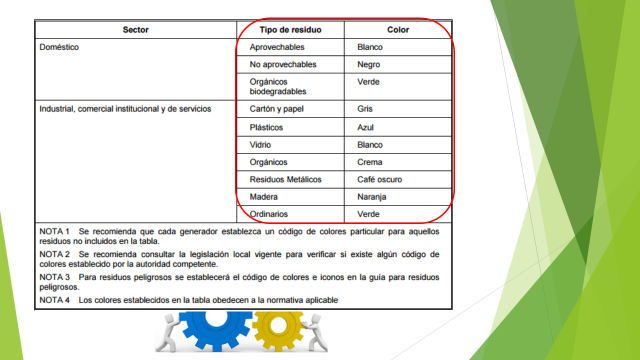 Sector Tipo de residuo Color
Doméstico Aprovechables Blanco
No aprovechables Negro
Orgánicos biodegradables Verde
Industrial, comercial institucional y de servicios Cartón y papel Gris
Plásticos Azul
Vidrio Blanco
Orgánicos Crema
Residuos Metálicos Café oscuro
Madera Naranja
Ordinarios Verde
NOTA 1 Se recomienda que cada generador establezca un código de colores particular para aquellos
residuos no incluidos en la tabla.
NOTA 2 Se recomienda consultar la legislación local vigente para verificar si existe algún código de
colores establecido por la autoridad competente.
NOTA 3 Para residuos peligrosos se establecerá el código de colores e iconos en la guía para residuos
peligrosos.
NOTA 4 Los colores establecidos en la tabla obedecen a la normativa aplicable